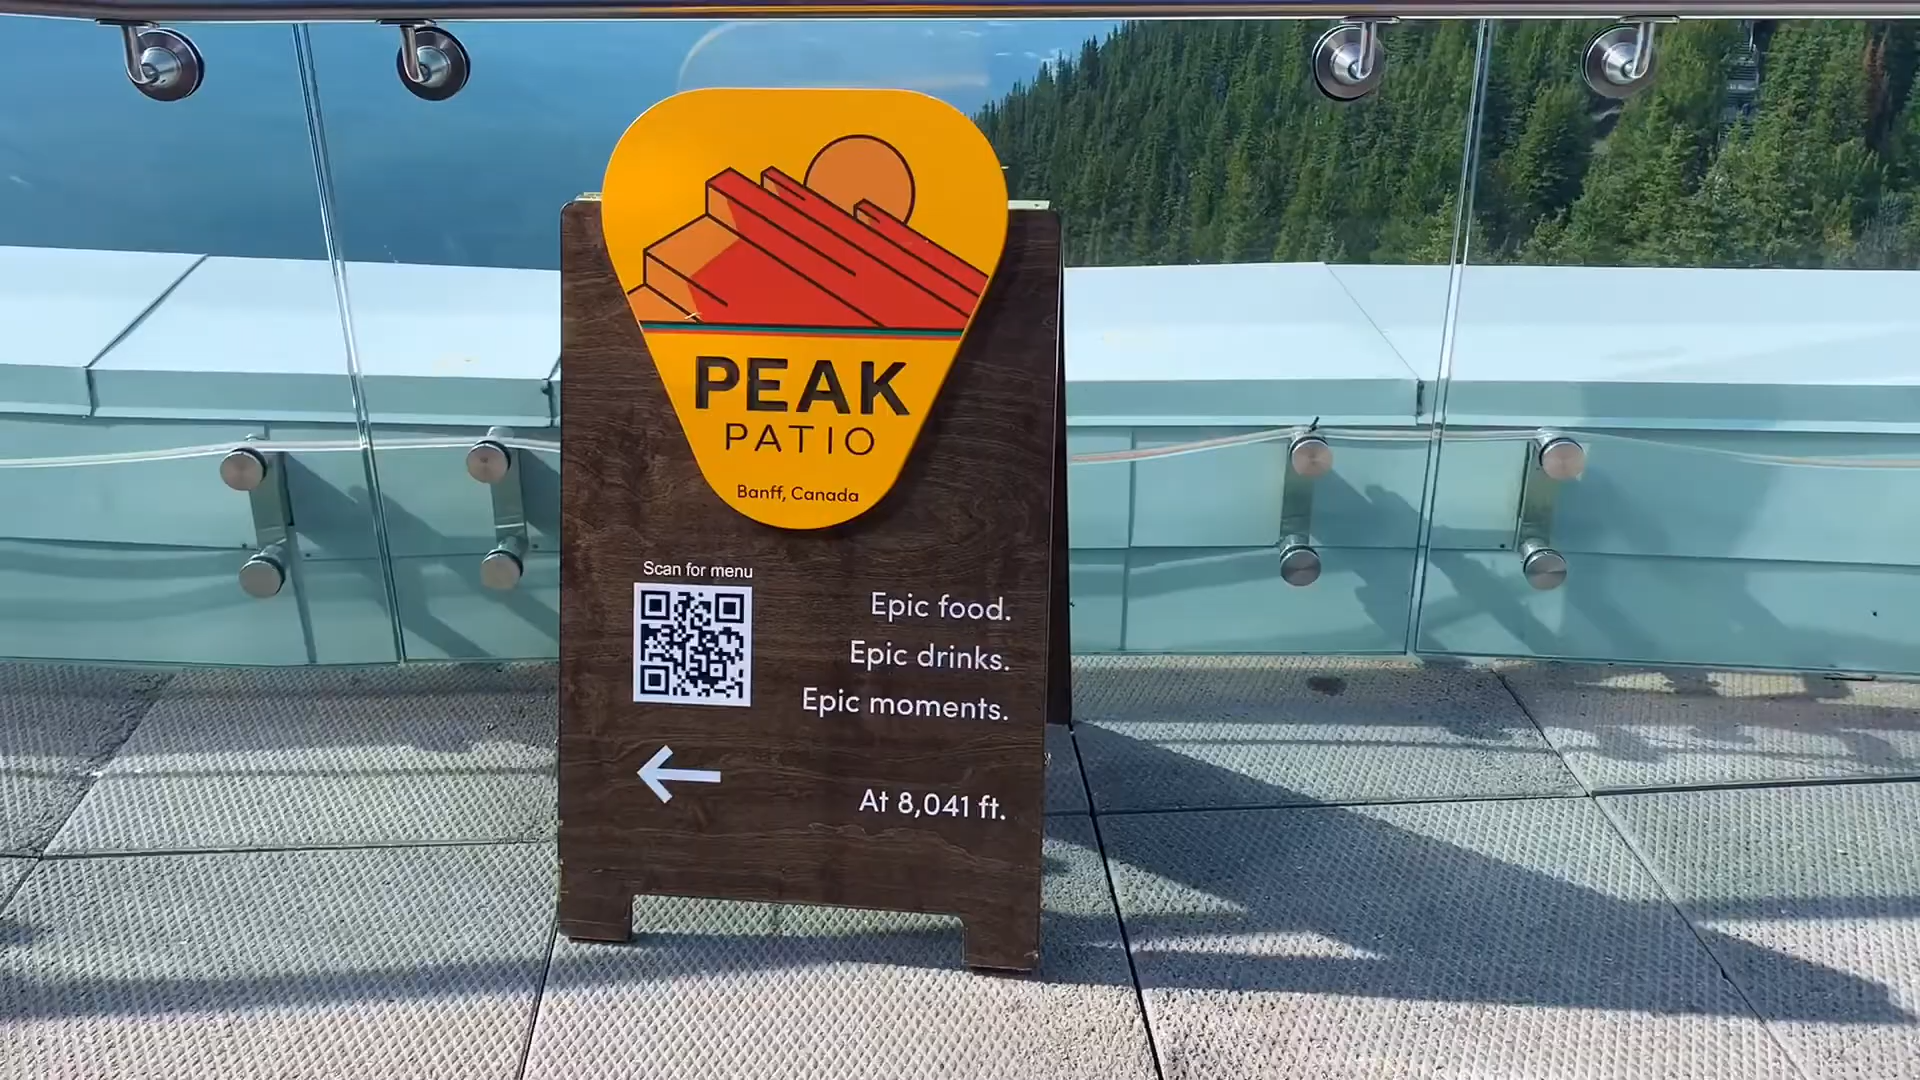 PEAK
PATIO
Banff, Canada
Scan for menu
Epic food.
Epic drinks.
Epic moments.
At 8,041 ft.